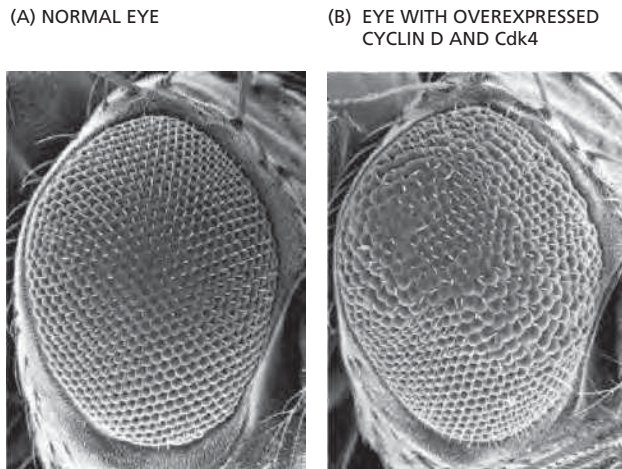 (A) NORMAL EYE
(B) EYE WITH OVEREXPRESSED
CYCLIN D AND Cdk4